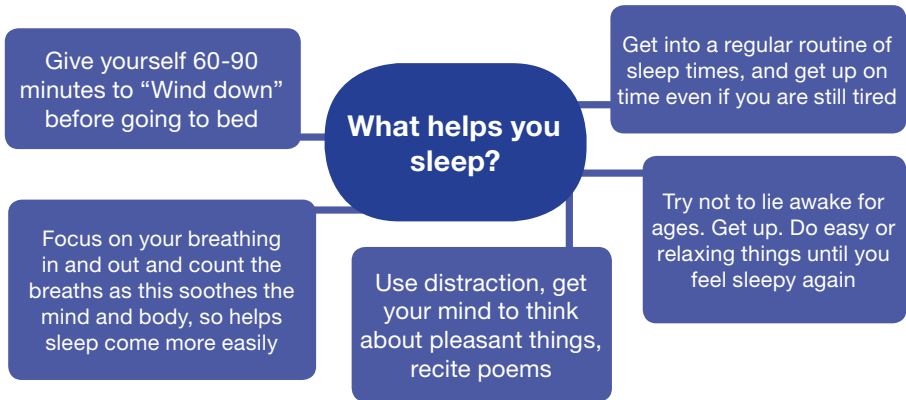 What helps you
sleep?
Give yourself 60-90
minutes to “Wind down”
before going to bed
Get into a regular routine of
sleep times, and get up on
time even if you are still tired
Focus on your breathing
in and out and count the
breaths as this soothes the
mind and body, so helps
sleep come more easily
Use distraction, get
your mind to think
about pleasant things,
recite poems
Try not to lie awake for
ages. Get up. Do easy or
relaxing things until you
feel sleepy again